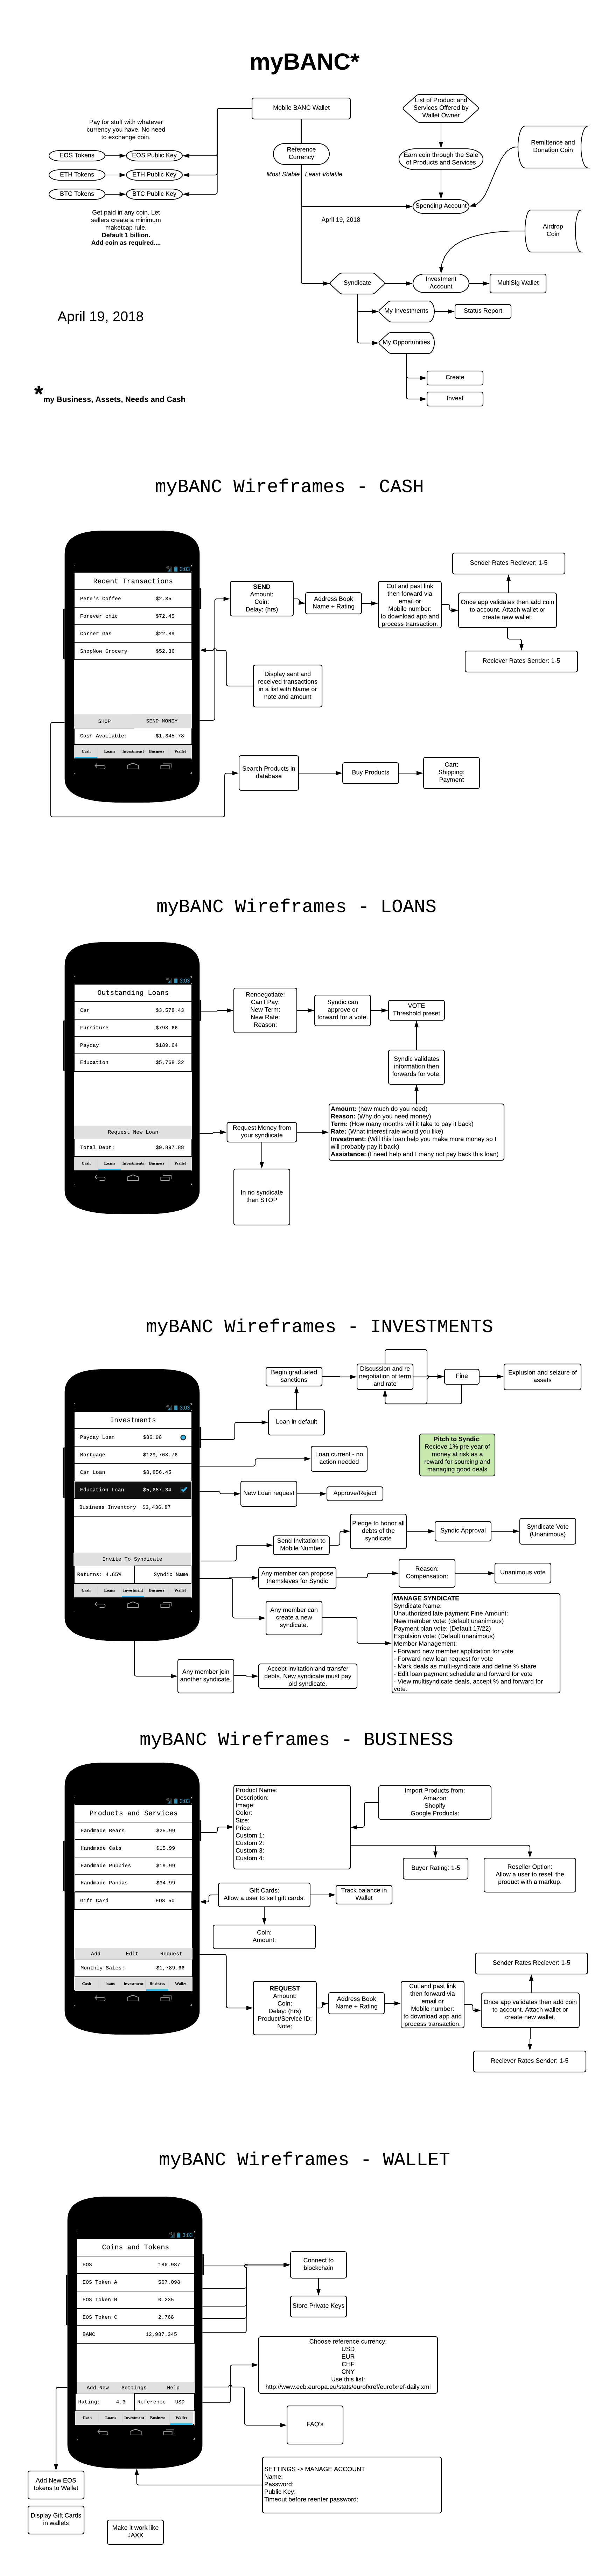 myBANC*
Mobile BANC Wallet
List of Product and
Services Offered by
Wallet Owner
Pay for stuff with whatever
currency you have. No need
to exchange coin.
EOS Tokens
EOS Public Key
ETH Tokens
ETH Public Key
BTC Tokens
BTC Public Key
Get paid in any coin. Let
sellers create a minimum
maketcap rule.
Default 1 billion.
Add coin as required....
Reference
Currency
Most Stable
Least Volatile
Earn coin through the Sale
of Products and Services
Remittence and
Donation Coin
Spending Account
April 19, 2018
Airdrop
Coin
Syndicate
Investment
Account
MultiSig Wallet
My Investments
Status Report
My Opportunities
Create
Invest
April 19, 2018
*my Business, Assets, Needs and Cash
myBANC Wireframes - CASH
3:03
Recent Transactions
Pete's Coffee $2.35
Forever chic $72.45
Corner Gas $22.89
ShopNow Grocery $52.36
SHOP SEND MONEY
Cash Available: $1,345.78
Cash Loans Investments Business Wallet
SEND
Amount:
Coin:
Delay: (hrs)
Address Book
Name + Rating
Cut and past link
then forward via
email or
Mobile number:
to download app and
process transaction.
Sender Rates Reciever: 1-5
Once app validates then add coin
to account. Attach wallet or
create new wallet.
Reciever Rates Sender: 1-5
Display sent and
received transactions
in a list with Name or
note and amount
Search Products in
database
Buy Products
Cart:
Shipping:
Payment
myBANC Wireframes - LOANS
3:03
Outstanding Loans
Car $3,578.43
Furniture $798.66
Payday $189.64
Education $5,768.32
Request New Loan
Total Debt: $9,897.88
Cash Loans Investments Business Wallet
Renoegotiate:
Can't Pay:
New Term:
New Rate:
Reason:
Syndic can
approve or
forward for a vote.
VOTE
Threshold preset
Syndic validates
information then
forwards for vote.
Request Money from
your syndiicate
Amount: (how much do you need)
Reason: (Why do you need money)
Term: (How many months will it take to pay it back)
Rate: (What interest rate would you like)
Investment: (Will this loan help you make more money so I
will probably pay it back)
Assistance: (I need help and I many not pay back this loan)
In no syndicate
then STOP
myBANC Wireframes - INVESTMENTS
3:03
Investments
Payday Loan $86.98
Mortgage $129,768.76
Car Loan $8,856.45
Education Loan $5,687.34
Business Inventory $3,436.87
Invite To Syndicate
Returns: 4.65% Syndic Name
Cash Loans Investment Business Wallet
Begin graduated
sanctions
Discussion and re
negotiation of term
and rate
Fine
Explusion and seizure of
assets
Loan in default
Loan current - no
action needed
Pitch to Syndic:
Recieve 1% pre year of
money at risk as a
reward for sourcing and
managing good deals
New Loan request
Approve/Reject
Send Invitation to
Mobile Number
Pledge to honor all
debts of the
syndicate
Syndic Approval
Syndicate Vote
(Unanimous)
Any member can propose
themsleves for Syndic
Reason:
Compensation:
Unanimous vote
Any member can
create a new
syndicate.
MANAGE SYNDICATE
Syndicate Name:
Unauthorized late payment Fine Amount:
New member vote: (default unanimous)
Payment plan vote: (Default 17/22)
Expulsion vote: (Default unanimous)
Member Management:
- Forward new member application for vote
- Forward new loan request for vote
- Mark deals as multi-syndicate and define % share
- Edit loan payment schedule and forward for vote
- View multisyndicate deals, accept % and forward for
vote.
Any member join
another syndicate.
Accept invitation and transfer
debts. New syndicate must pay
old syndicate.
myBANC Wireframes - BUSINESS
3:03
Products and Services
Handmade Bears $25.99
Handmade Cats $15.99
Handmade Puppies $19.99
Handmade Pandas $34.99
Gift Card EOS 50
Add Edit Request
Monthly Sales: $1,789.66
Cash loans investment Business Wallet
Product Name:
Description:
Image:
Color:
Size:
Price:
Custom 1:
Custom 2:
Custom 3:
Custom 4:
Import Products from:
Amazon
Shopify
Google Products:
Buyer Rating: 1-5
Reseller Option:
Allow a user to resell the
product with a markup.
Gift Cards:
Allow a user to sell gift cards.
Track balance in
Wallet
Coin:
Amount:
REQUEST
Amount:
Coin:
Delay: (hrs)
Product/Service ID:
Note:
Address Book
Name + Rating
Cut and past link
then forward via
email or
Mobile number:
to download app and
process transaction.
Sender Rates Reciever: 1-5
Once app validates then add coin
to account. Attach wallet or
create new wallet.
Reciever Rates Sender: 1-5
myBANC Wireframes - WALLET
3:03
Coins and Tokens
EOS 186.987
EOS Token A 567.098
EOS Token B 8.235
EOS Token C 2.768
BANC 12,987.345
Add New Settings Help
Rating: 4.3 Reference USD
Cash Loans Investment Business Wallet
Connect to
blockchain
Store Private Keys
Choose reference currency:
USD
EUR
CHF
CNY
Use this list:
http://www.ecb.europa.eu/stats/eurofxref/eurofxref-daily.xml
FAQ's
SETTINGS -> MANAGE ACCOUNT
Name:
Password:
Public Key:
Timeout before reenter password:
Add New EOS
tokens to Wallet
Display Gift Cards
in wallets
Make it work like
JAXX